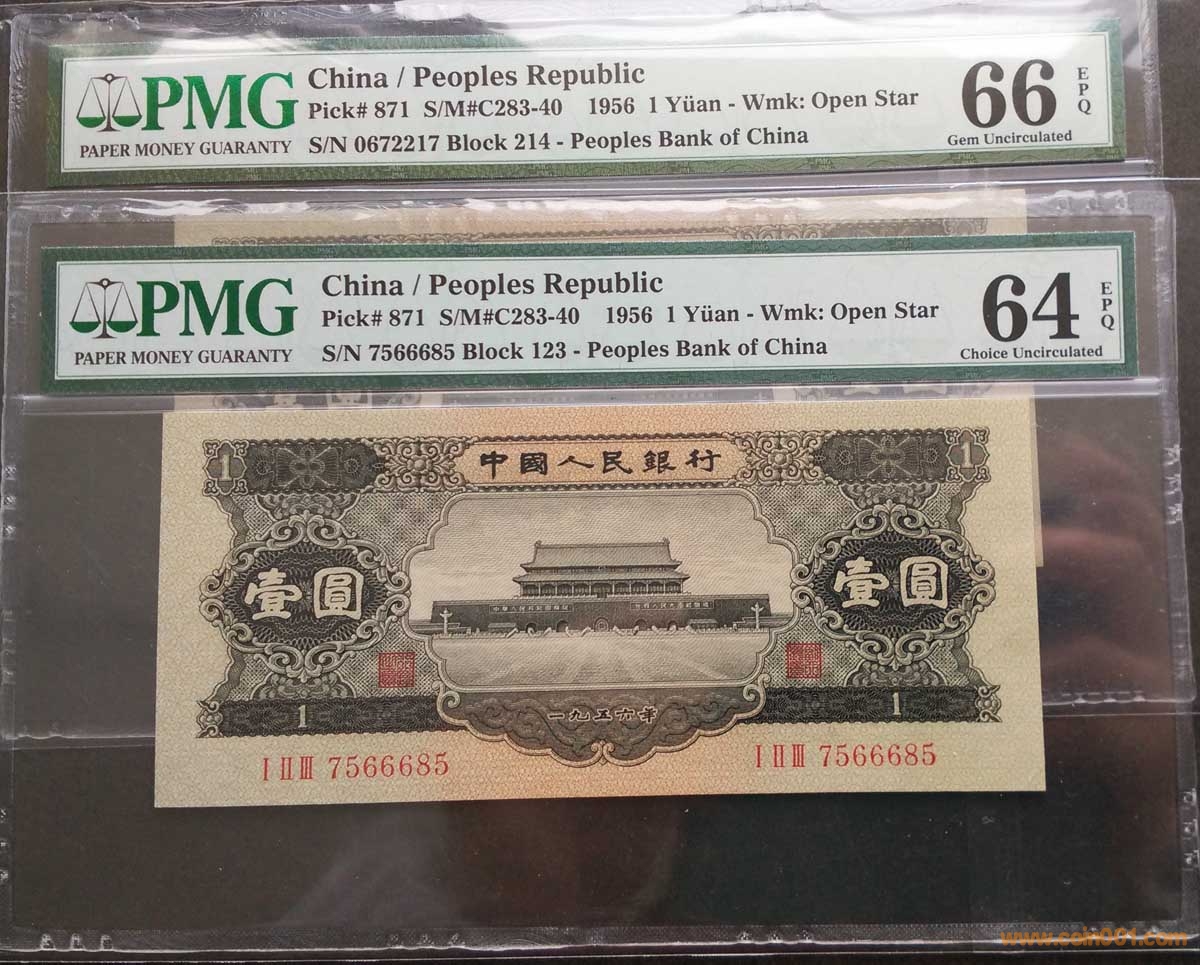 PMG
PAPER MONEY GUARANTY
China / Peoples Republic
Pick# 871 S/M#C283-40 1956 1 Yüan - Wmk: Open Star
S/N 0672217 Block 214 - Peoples Bank of China
66
EPQ
Gem Uncirculated
PMG
PAPER MONEY GUARANTY
China / Peoples Republic
Pick# 871 S/M#C283-40 1956 1 Yüan - Wmk: Open Star
S/N 7566685 Block 123 - Peoples Bank of China
64
EPQ
Choice Uncirculated
1 中國人民銀行 1
壹圓 壹圓
1 一九五六年 1
I II III 7566685 I II III 7566685
www.coin001.com